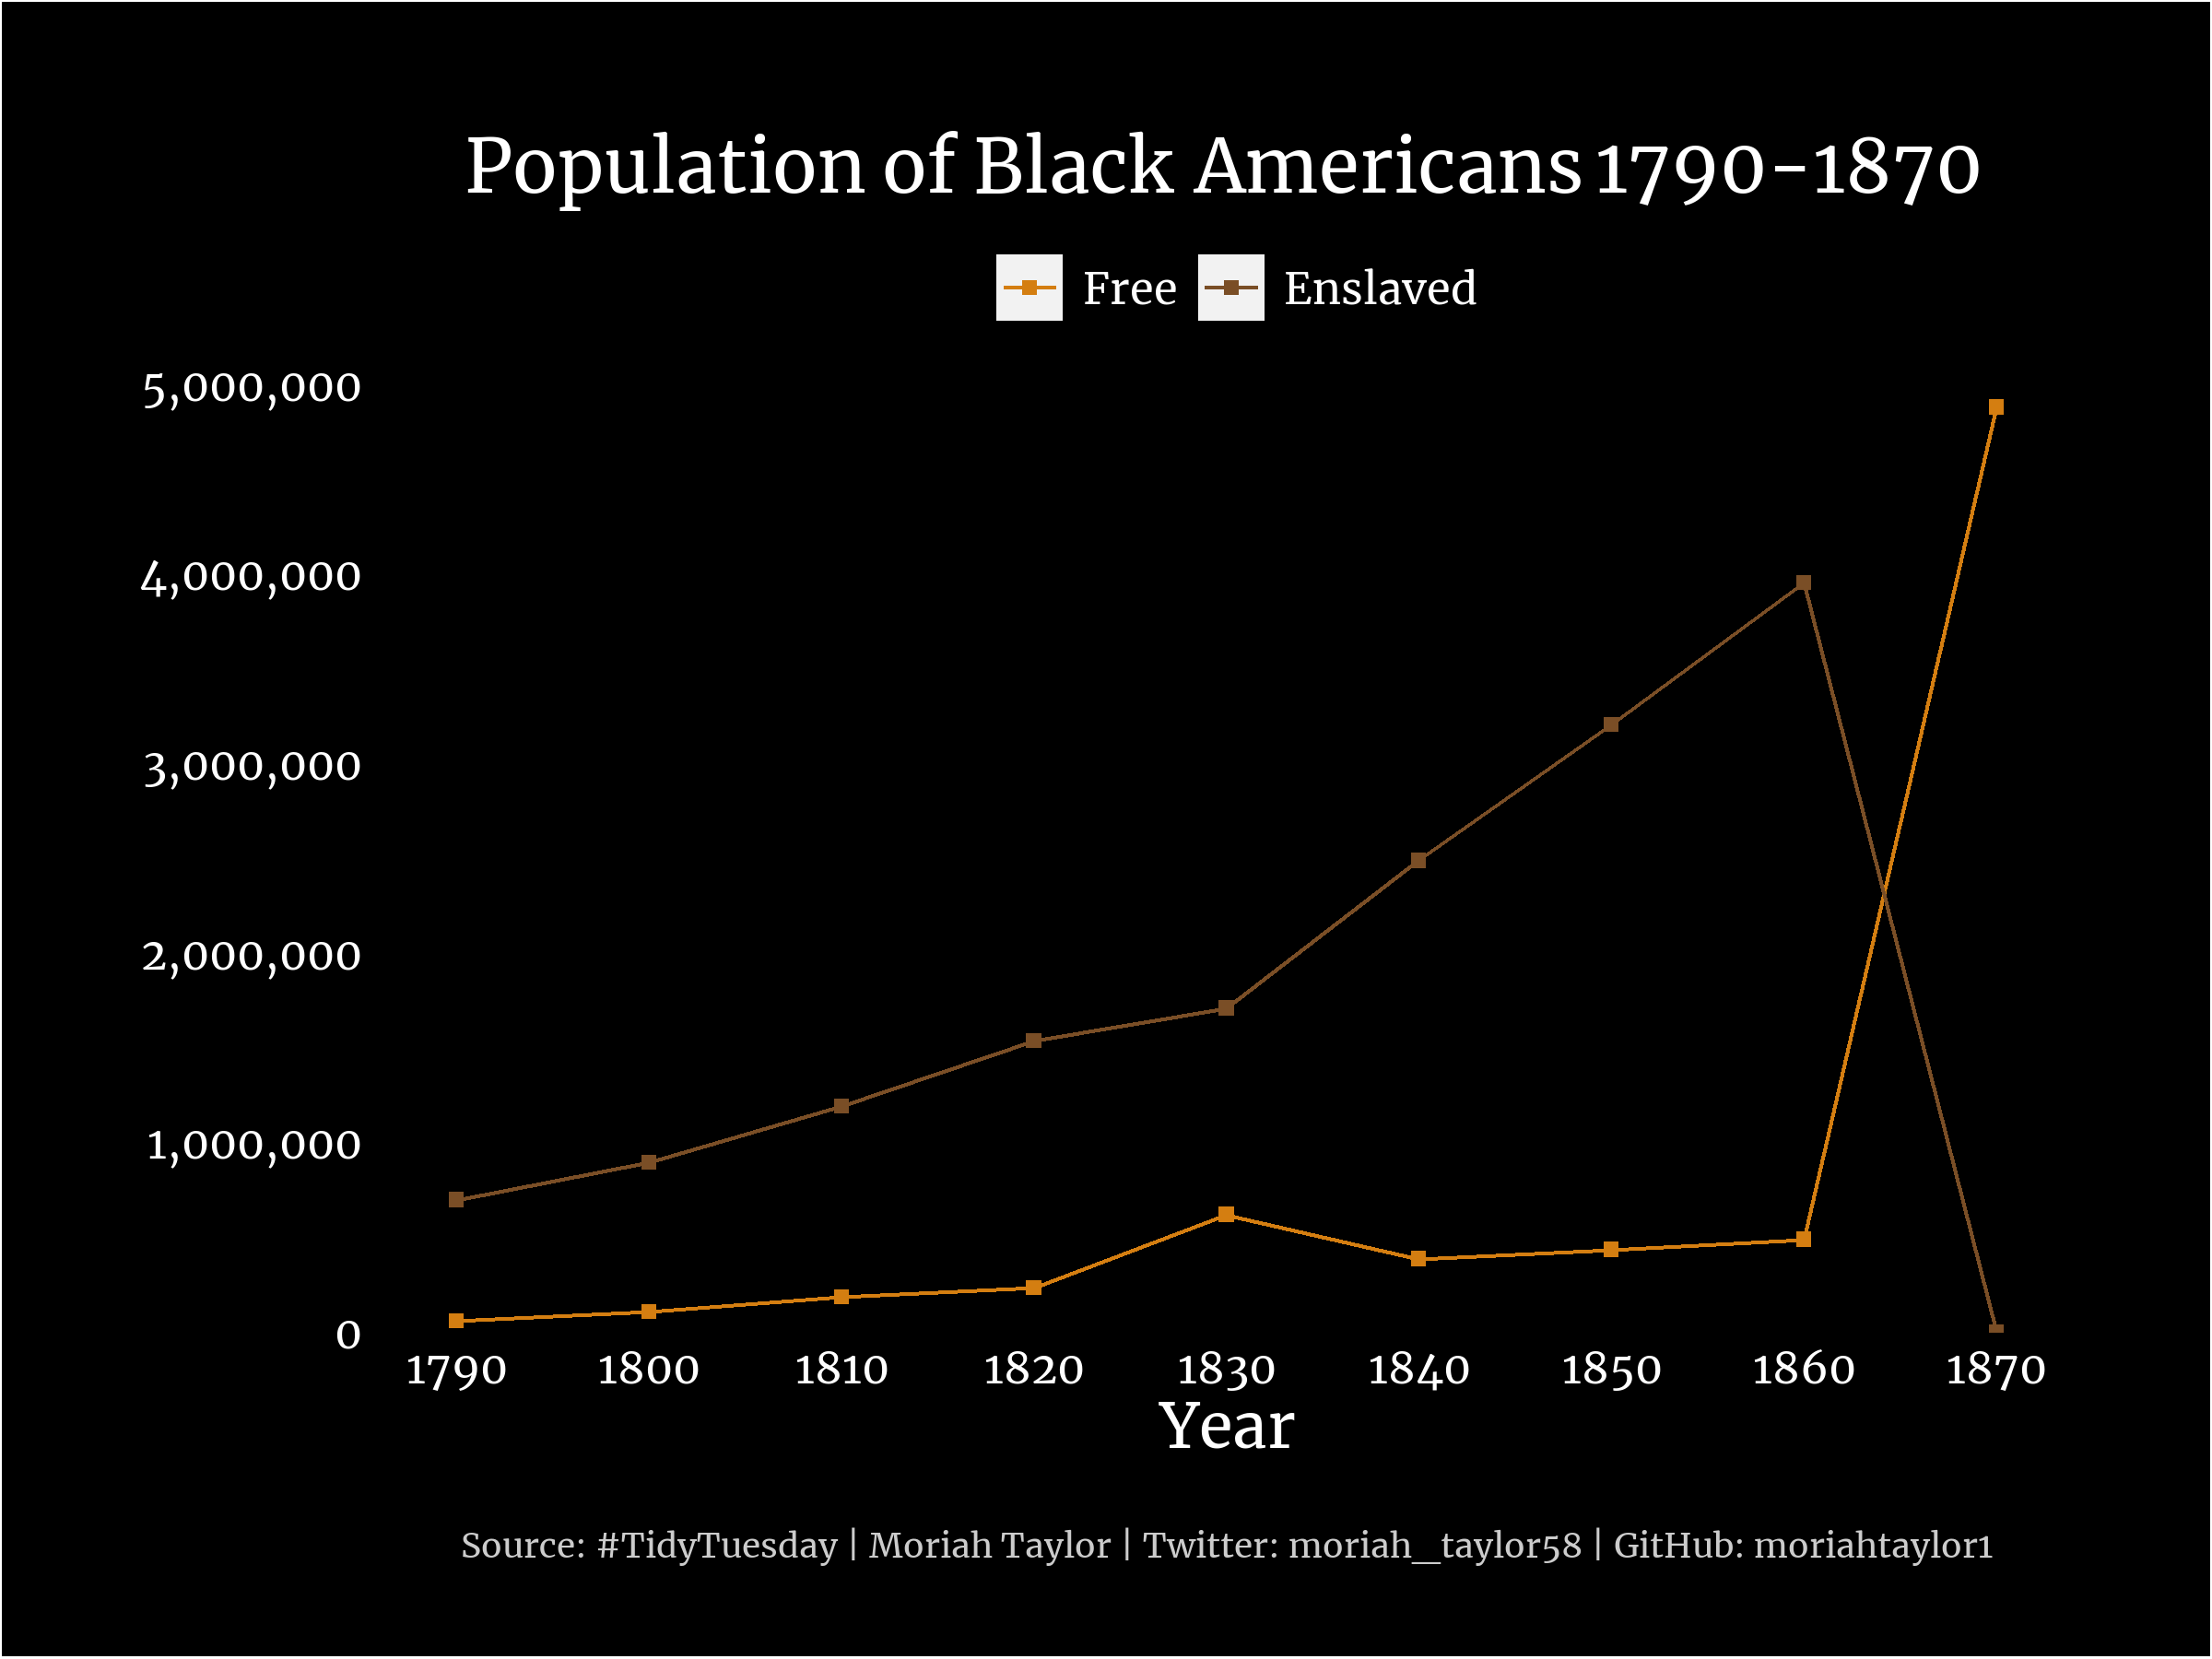 Population of Black Americans 1790-1870
Free Enslaved
5,000,000
4,000,000
3,000,000
2,000,000
1,000,000
0
1790 1800 1810 1820 1830 1840 1850 1860 1870
Year
Source: #TidyTuesday | Moriah Taylor | Twitter: moriah_taylor58 | GitHub: moriahtaylor1